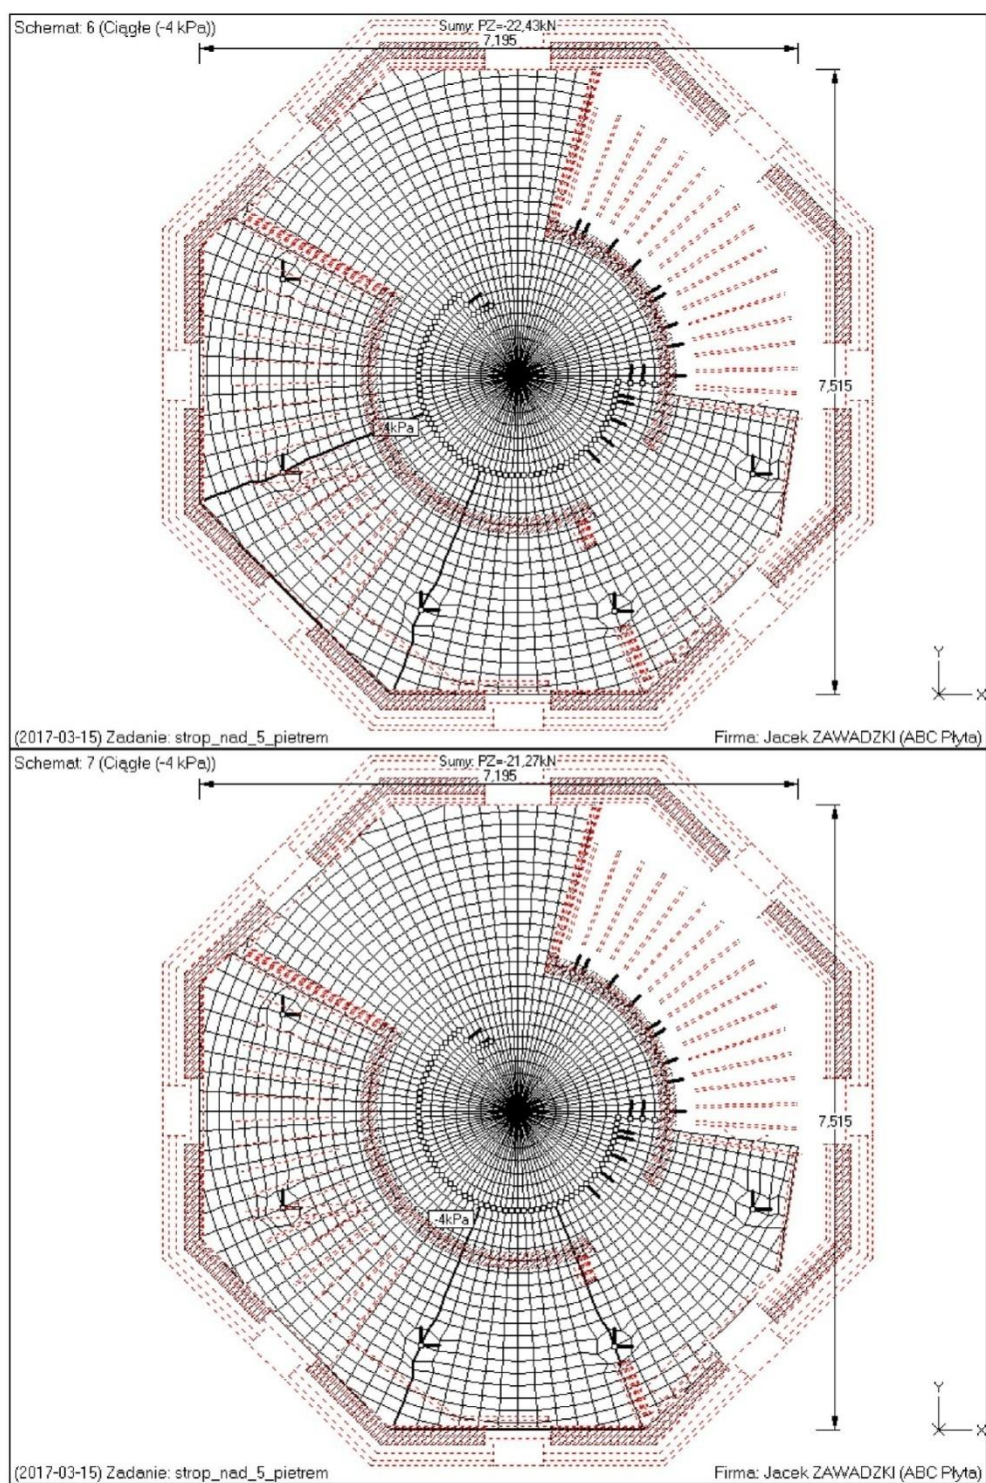 Schemat: 6 (Ciągłe (-4 kPa))
Sumy: PZ=-22,43kN
7,195
7,515
-4kPa
Y
X
(2017-03-15) Zadanie: strop_nad_5_pietrem
Firma: Jacek ZAWADZKI (ABC Płyta)
Schemat: 7 (Ciągłe (-4 kPa))
Sumy: PZ=-21,27kN
7,195
7,515
-4kPa
Y
X
(2017-03-15) Zadanie: strop_nad_5_pietrem
Firma: Jacek ZAWADZKI (ABC Płyta)